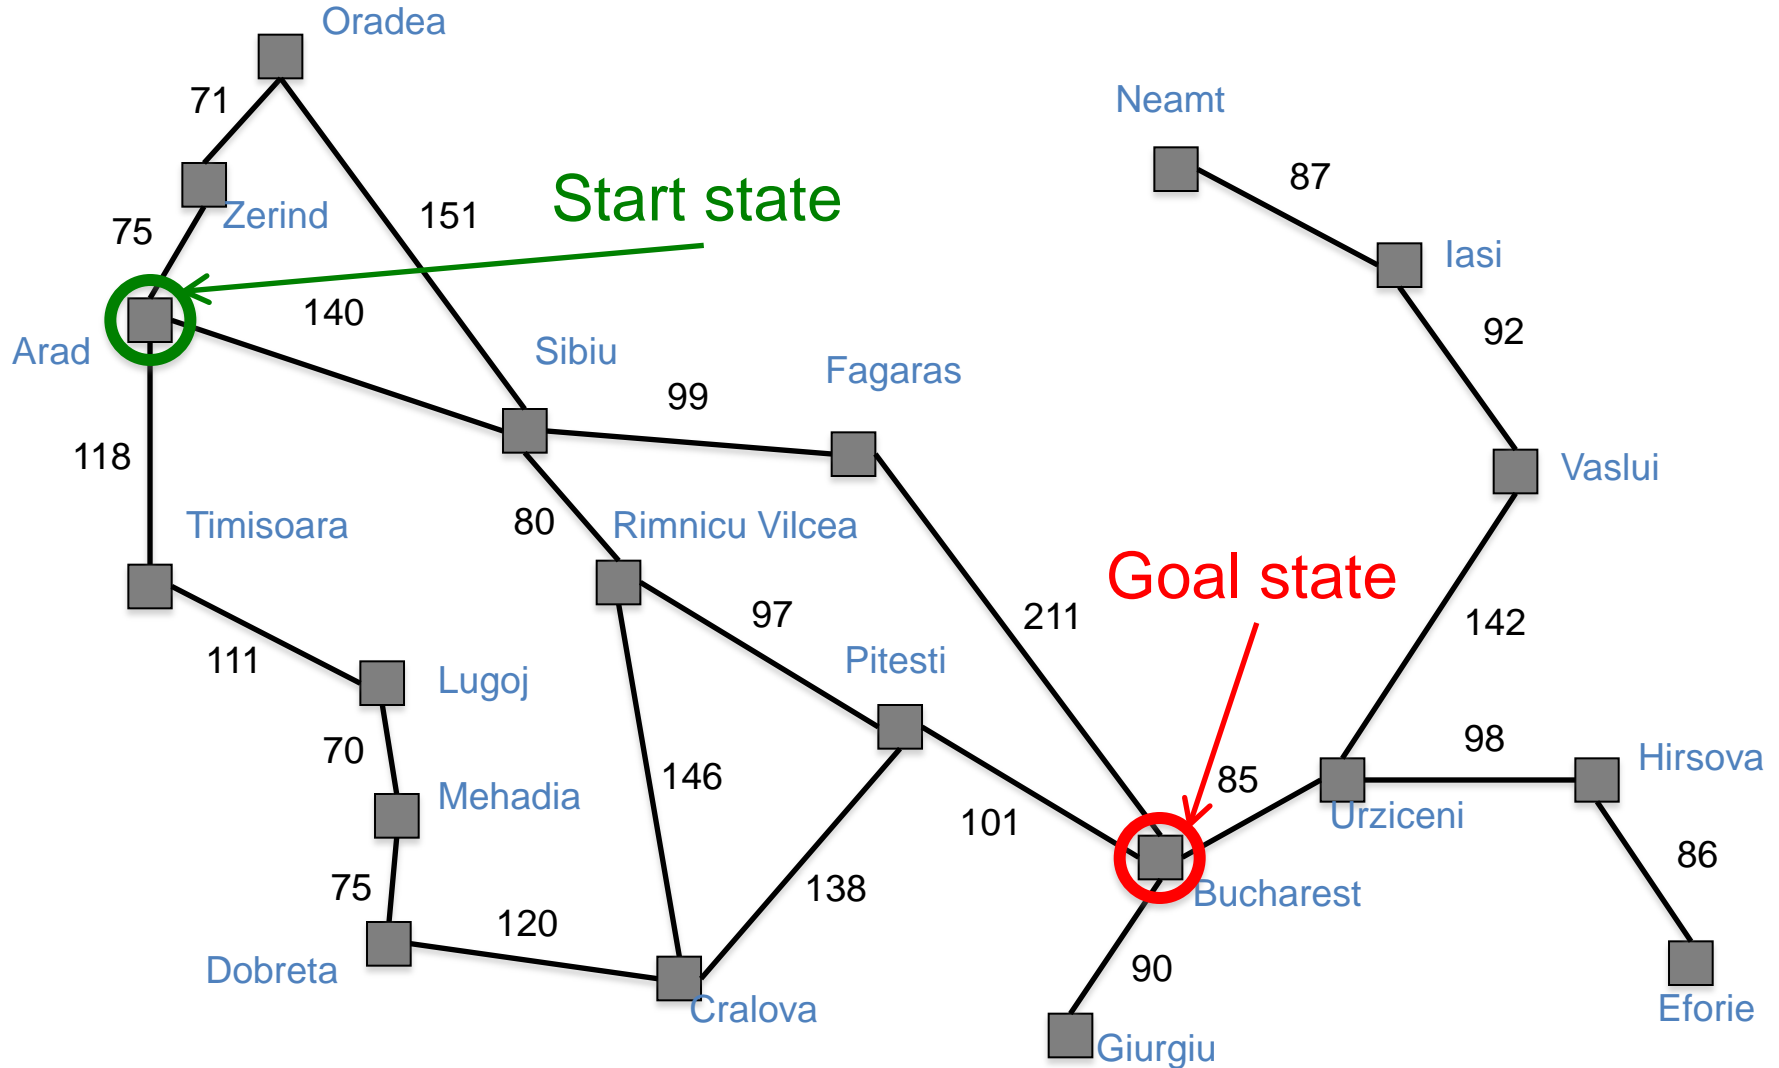 Oradea
71
Neamt
87
Start state
151
Zerind
75
Iasi
140
92
Arad
Sibiu
Fagaras
99
118
Vaslui
Timisoara
80
Rimnicu Vilcea
Goal state
97
211
142
111
Pitesti
Lugoj
70
146
85
98
Hirsova
Mehadia
Urziceni
101
86
75
138
Bucharest
120
Dobreta
90
Cralova
Eforie
Giurgiu